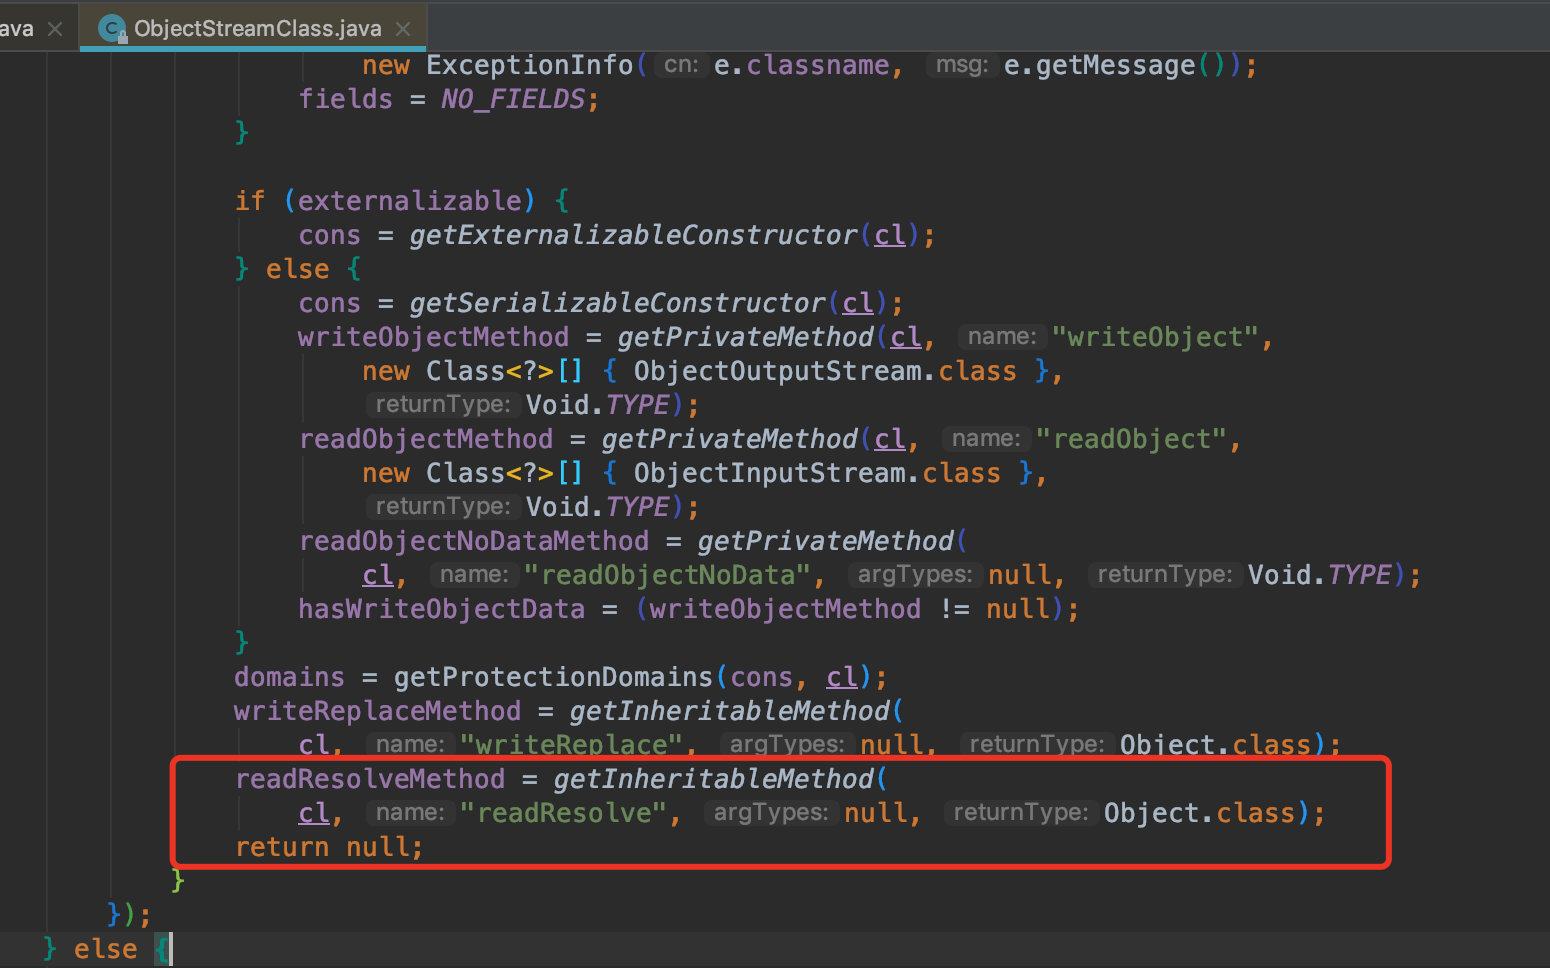 ava × ObjectStreamClass.java ×
new ExceptionInfo( cn: e.classname, msg: e.getMessage());
fields = NO_FIELDS;
}
if (externalizable) {
cons = getExternalizableConstructor(cl);
} else {
cons = getSerializableConstructor(cl);
writeObjectMethod = getPrivateMethod(cl, name: "writeObject",
new Class<?>[] { ObjectOutputStream.class },
returnType: Void.TYPE);
readObjectMethod = getPrivateMethod(cl, name: "readObject",
new Class<?>[] { ObjectInputStream.class },
returnType: Void.TYPE);
readObjectNoDataMethod = getPrivateMethod(
cl, name: "readObjectNoData", argTypes: null, returnType: Void.TYPE);
hasWriteObjectData = (writeObjectMethod != null);
}
domains = getProtectionDomains(cons, cl);
writeReplaceMethod = getInheritableMethod(
cl, name: "writeReplace", argTypes: null, returnType: Object.class);
readResolveMethod = getInheritableMethod(
cl, name: "readResolve", argTypes: null, returnType: Object.class);
return null;
}
});
} else {